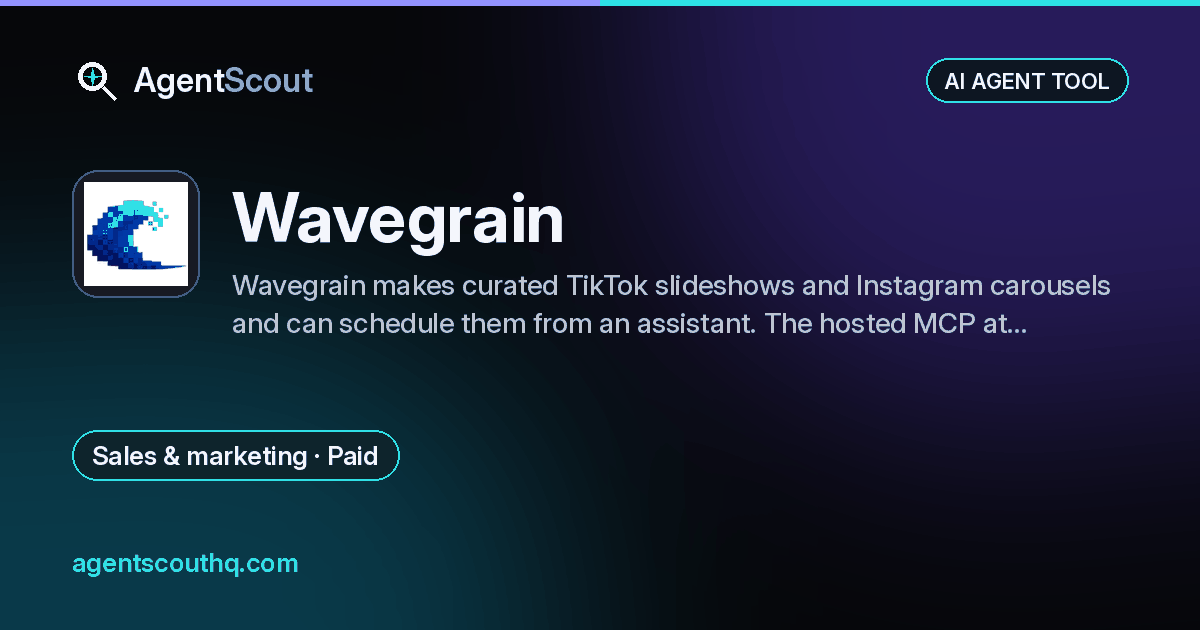 AgentScout
AI AGENT TOOL
Wavegrain
Wavegrain makes curated TikTok slideshows and Instagram carousels
and can schedule them from an assistant. The hosted MCP at...
Sales & marketing · Paid
agentscouthq.com